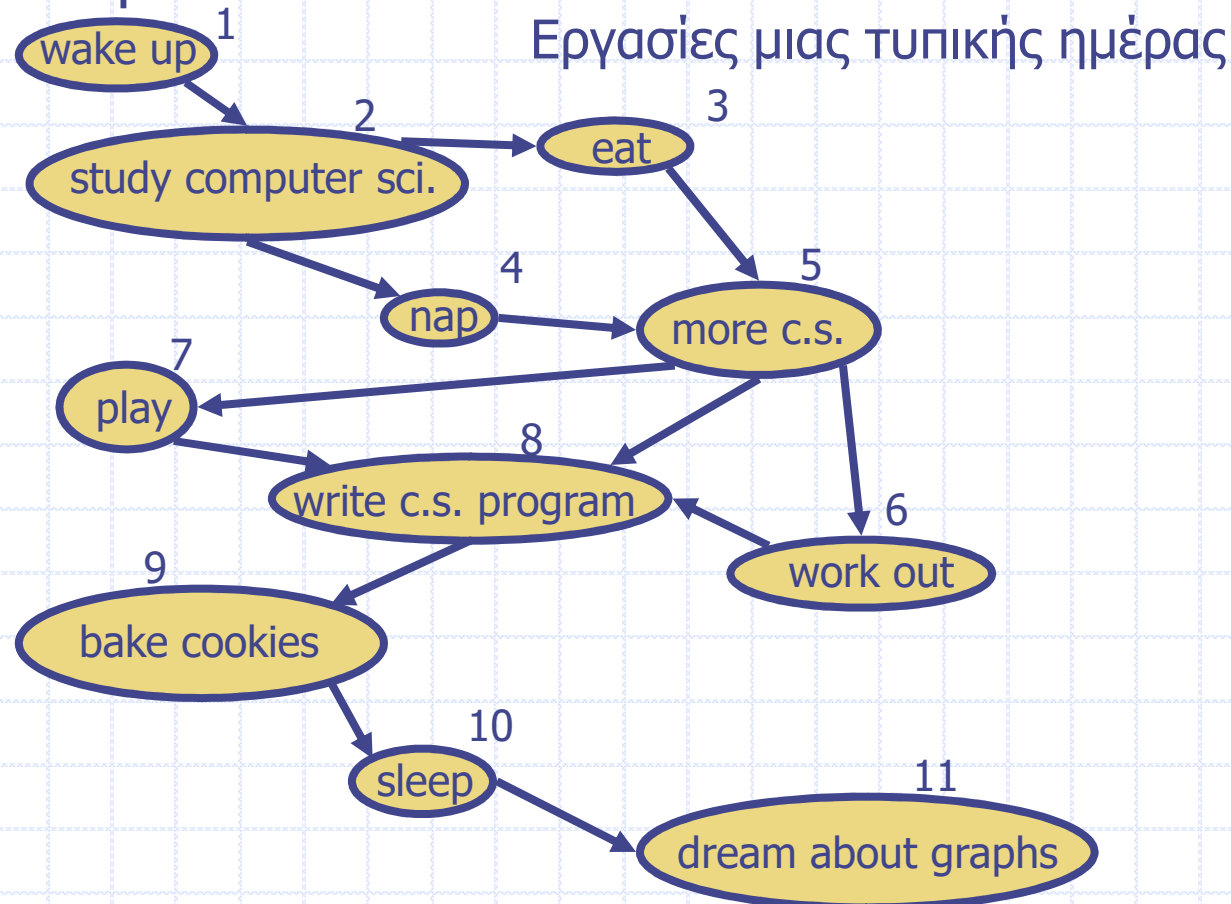 Εργασίες μιας τυπικής ημέρας
wake up 1
study computer sci. 2
eat 3
nap 4
more c.s. 5
play 7
write c.s. program 8
work out 6
bake cookies 9
sleep 10
dream about graphs 11